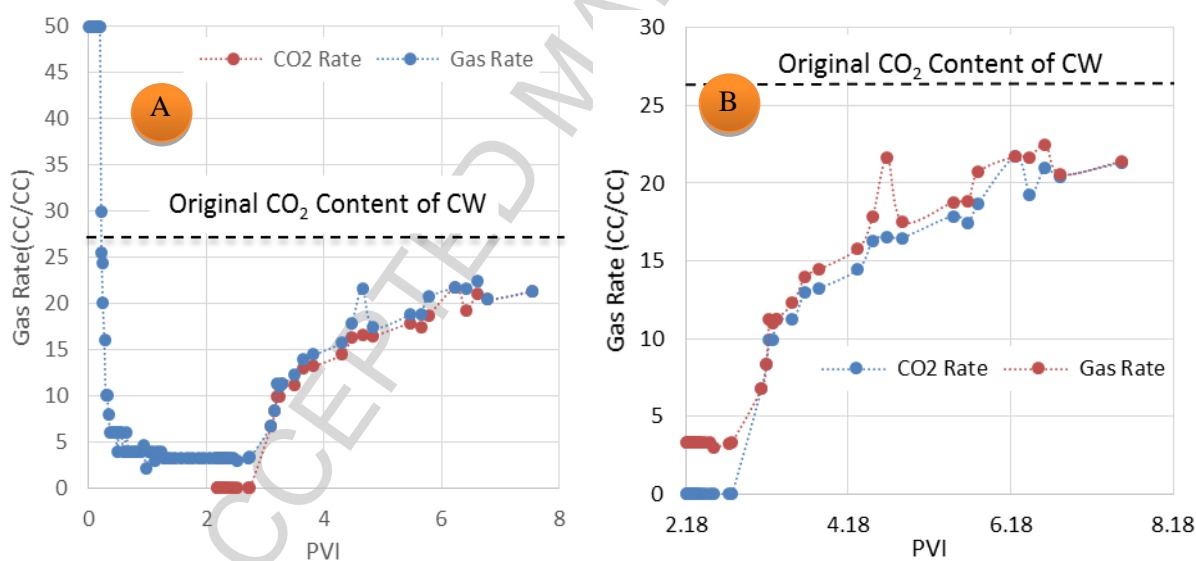 50
45
40
35
30
25
20
15
10
5
0
Gas Rate(CC/CC)
CO2 Rate
Gas Rate
A
Original CO₂ Content of CW
0
2
4
6
8
PVI
30
25
20
15
10
5
0
Gas Rate (CC/CC)
Original CO₂ Content of CW
B
CO2 Rate
Gas Rate
2.18
4.18
6.18
8.18
PVI
CCEPTED MA